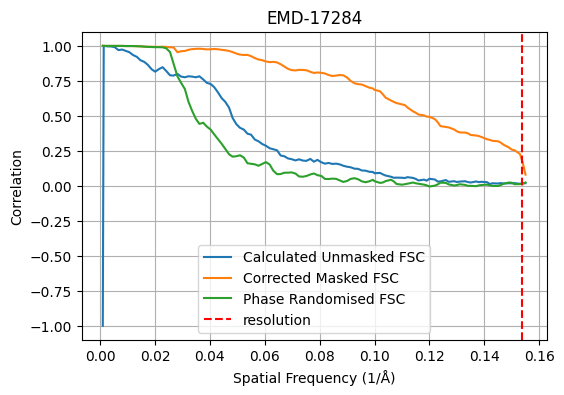 EMD-17284
1.00
0.75
0.50
0.25
0.00
−0.25
−0.50
−0.75
−1.00
Correlation
Calculated Unmasked FSC
Corrected Masked FSC
Phase Randomised FSC
resolution
0.00 0.02 0.04 0.06 0.08 0.10 0.12 0.14 0.16
Spatial Frequency (1/Å)